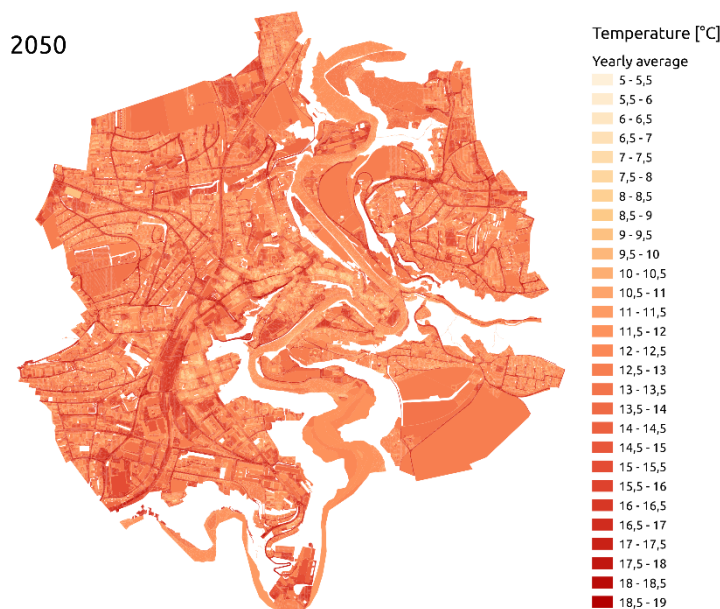 2050
Temperature [°C]
Yearly average
5 - 5,5
5,5 - 6
6 - 6,5
6,5 - 7
7 - 7,5
7,5 - 8
8 - 8,5
8,5 - 9
9 - 9,5
9,5 - 10
10 - 10,5
10,5 - 11
11 - 11,5
11,5 - 12
12 - 12,5
12,5 - 13
13 - 13,5
13,5 - 14
14 - 14,5
14,5 - 15
15 - 15,5
15,5 - 16
16 - 16,5
16,5 - 17
17 - 17,5
17,5 - 18
18 - 18,5
18,5 - 19